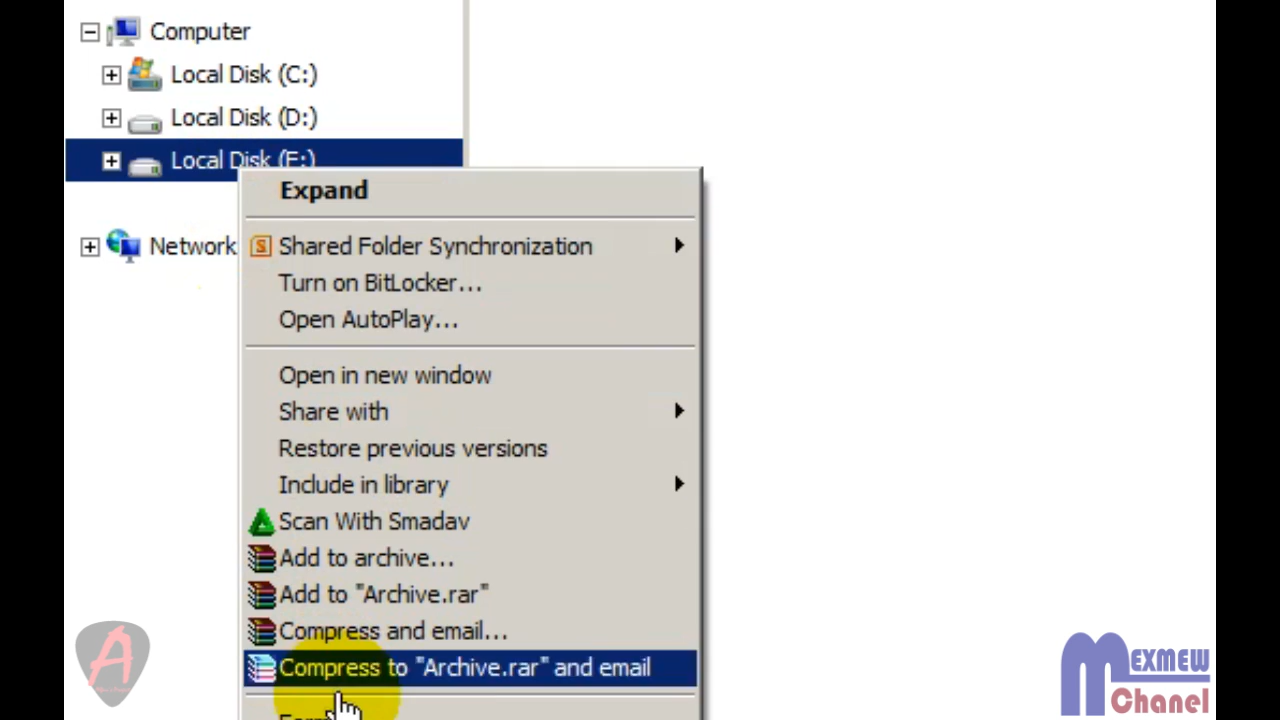 Computer
Local Disk (C:)
Local Disk (D:)
Local Disk (E:)
Expand
Network
Shared Folder Synchronization
Turn on BitLocker...
Open AutoPlay...
Open in new window
Share with
Restore previous versions
Include in library
Scan With Smadav
Add to archive...
Add to "Archive.rar"
Compress and email...
Compress to "Archive.rar" and email
MEXMEW
Chanel